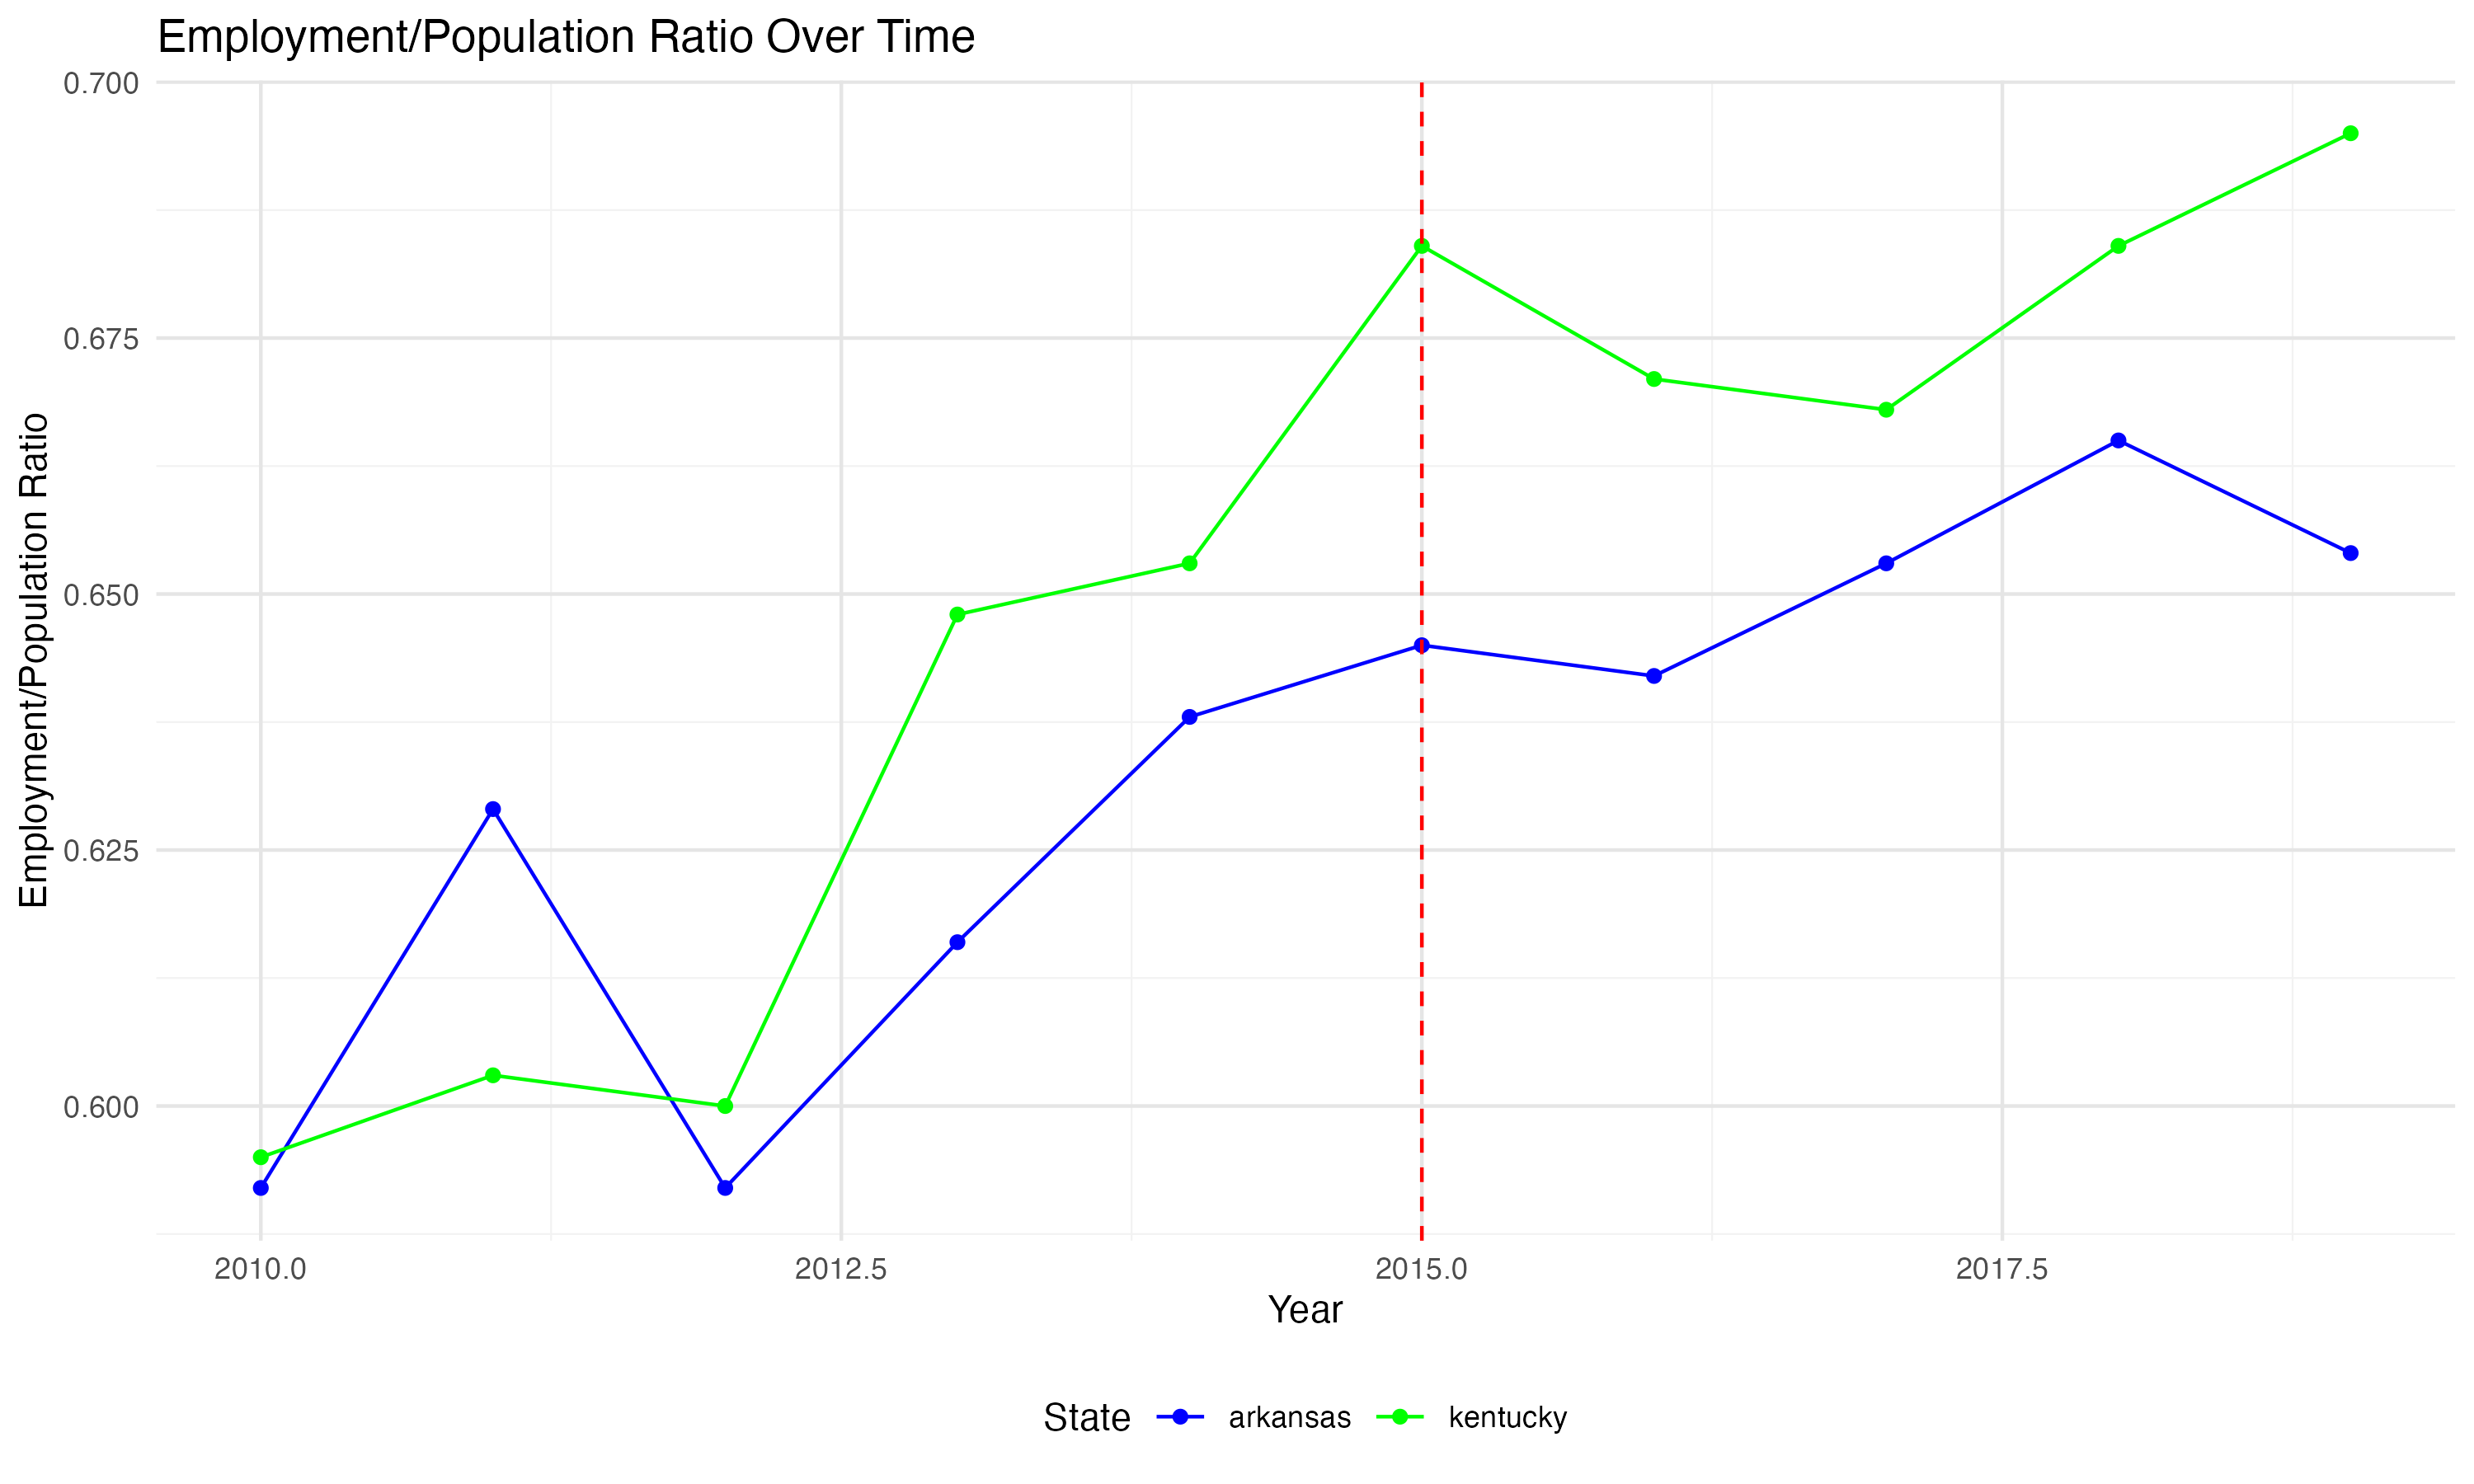 Employment/Population Ratio Over Time
Employment/Population Ratio
0.700
0.675
0.650
0.625
0.600
2010.0 2012.5 2015.0 2017.5
Year
State arkansas kentucky